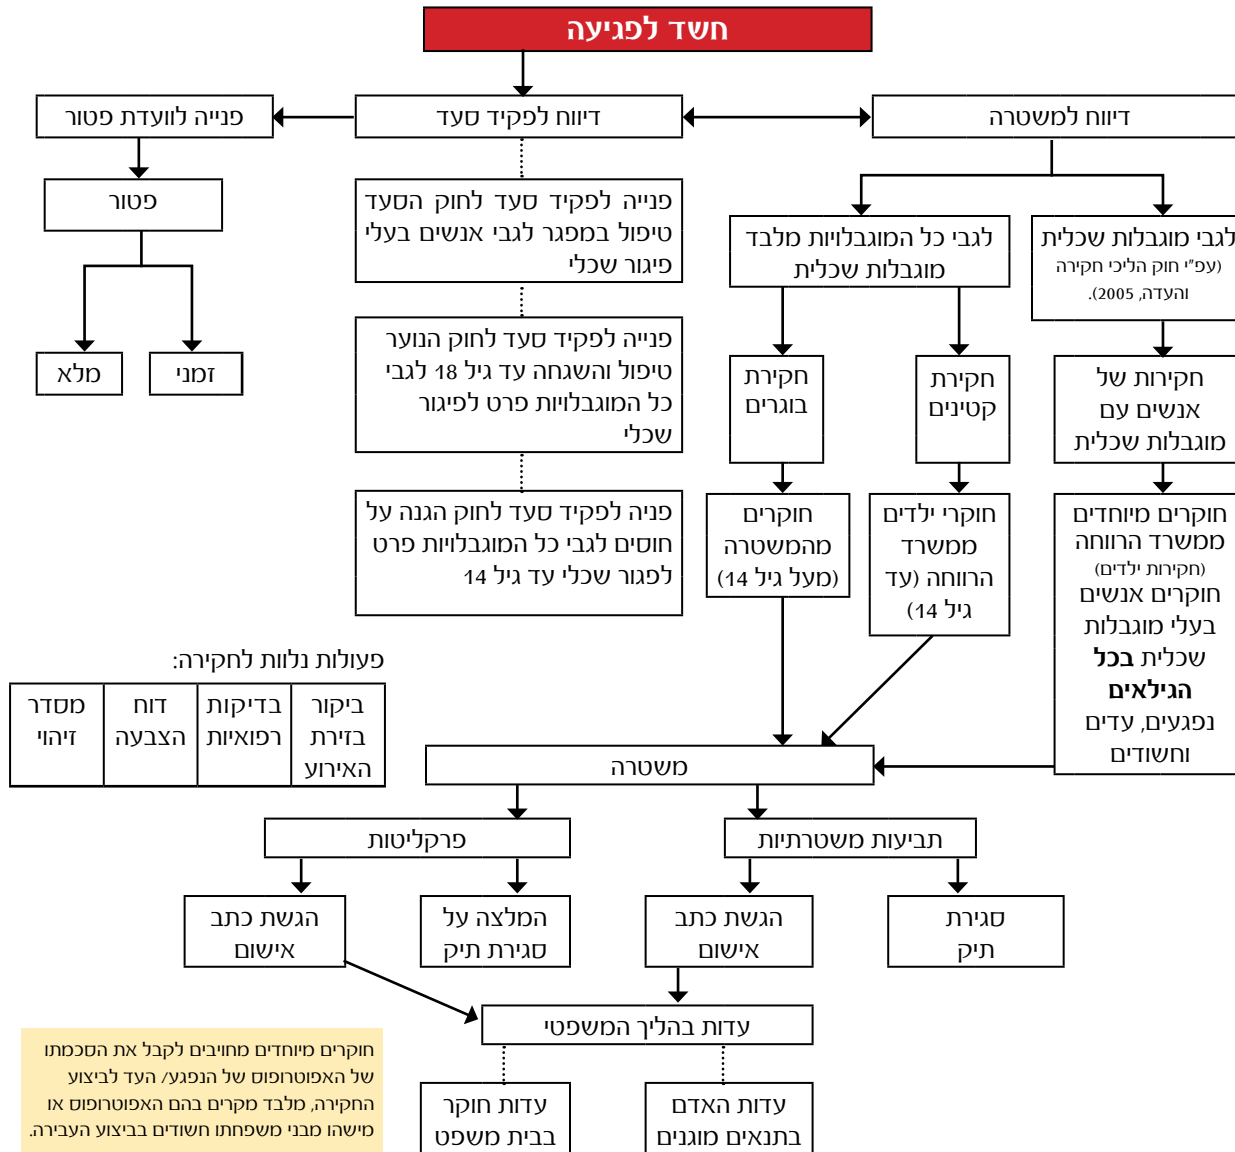 חשד לפגיעה
דיווח למשטרה
דיווח לפקיד סעד
פנייה לוועדת פטור
לגבי מוגבלות שכלית
(עפ"י חוק הליכי חקירה
והעדה, 2005).
חקירות של
אנשים עם
מוגבלות שכלית
חוקרים מיוחדים
ממשרד הרווחה
(חקירות ילדים)
חוקרים אנשים
בעלי מוגבלות
שכלית בכל
הגילאים
נפגעים, עדים
וחשודים
לגבי כל המוגבלויות מלבד
מוגבלות שכלית
חקירת
קטינים
חוקרי ילדים
ממשרד
הרווחה (עד
גיל 14)
חקירת
בוגרים
חוקרים
מהמשטרה
(מעל גיל 14)
פנייה לפקיד סעד לחוק הסעד
טיפול במפגר לגבי אנשים בעלי
פיגור שכלי
פנייה לפקיד סעד לחוק הנוער
טיפול והשגחה עד גיל 18 לגבי
כל המוגבלויות פרט לפיגור
שכלי
פניה לפקיד סעד לחוק הגנה על
חוסים לגבי כל המוגבלויות פרט
לפגור שכלי עד גיל 14
פטור
זמני
מלא
פעולות נלוות לחקירה:
ביקור
בזירת
האירוע
בדיקות
רפואיות
דוח
הצבעה
מסדר
זיהוי
משטרה
תביעות משטרתיות
פרקליטות
סגירת
תיק
הגשת כתב
אישום
המלצה על
סגירת תיק
הגשת כתב
אישום
עדות בהליך המשפטי
עדות האדם
בתנאים מוגנים
עדות חוקר
בבית משפט
חוקרים מיוחדים מחויבים לקבל את הסכמתו
של האפוטרופוס של הנפגע/ העד לביצוע
החקירה, מלבד מקרים בהם האפוטרופוס או
מישהו מבני משפחתו חשודים בביצוע העבירה.